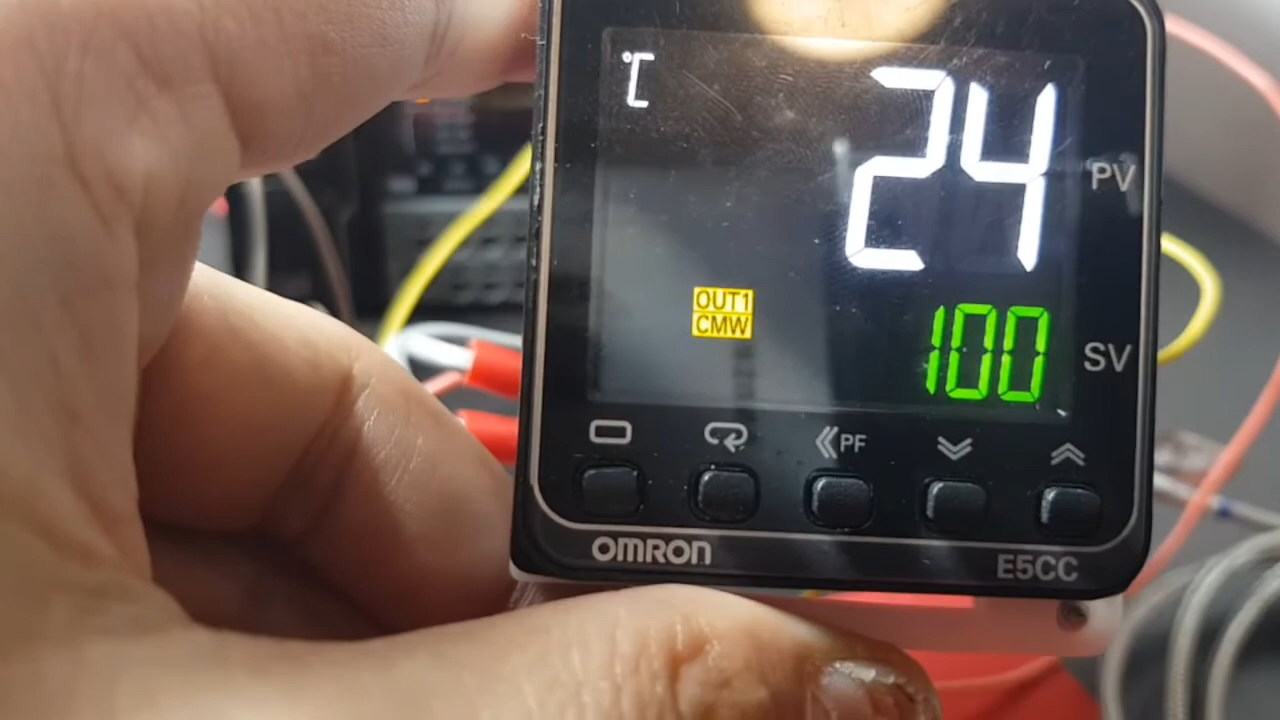 ℃
24
PV
OUT1
CMW
100
SV
PF
OMRON
E5CC